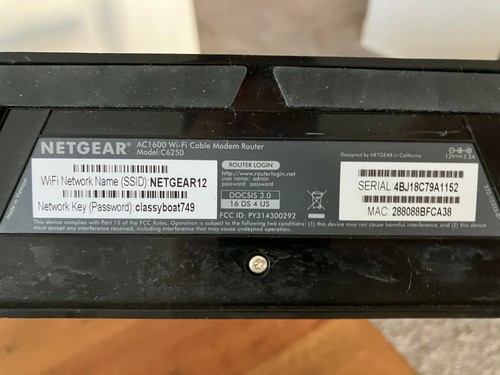 NETGEAR®
AC1600 Wi-Fi Cable Modem Router
Model:C6250
WiFi Network Name (SSID):NETGEAR12
Network Key (Password):classyboat749
ROUTER LOGIN
http://www.routerlogin.net
user name: admin
password: password
DOCSIS 3.0
16 DS 4 US
FCC ID: PY314300292
Designed by NETGEAR in California
12V 2.5A
SERIAL 4BJ18C79A1152
MAC: 288088BFCA38
This device complies with Part 15 of the FCC Rules. Operation is subject to the following two conditions: (1) this device may not cause harmful interference, and (2) this device
must accept any interference received, including interference that may cause undesired operation.